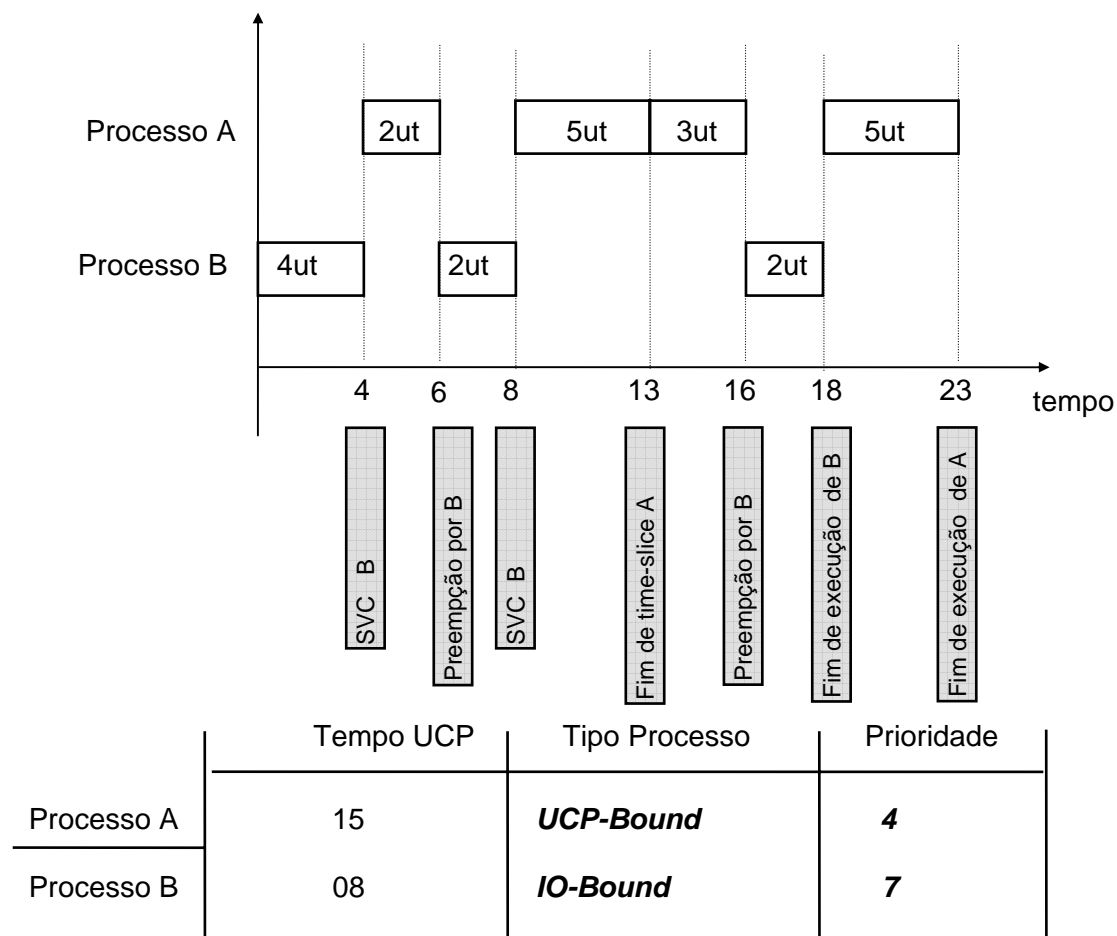 Processo A
2ut
5ut
3ut
5ut
Processo B
4ut
2ut
2ut
4
6
8
13
16
18
23
tempo
SVC B
Preempção por B
SVC B
Fim de time-slice A
Preempção por B
Fim de execução de B
Fim de execução de A
Tempo UCP Tipo Processo Prioridade
Processo A 15 UCP-Bound 4
Processo B 08 IO-Bound 7